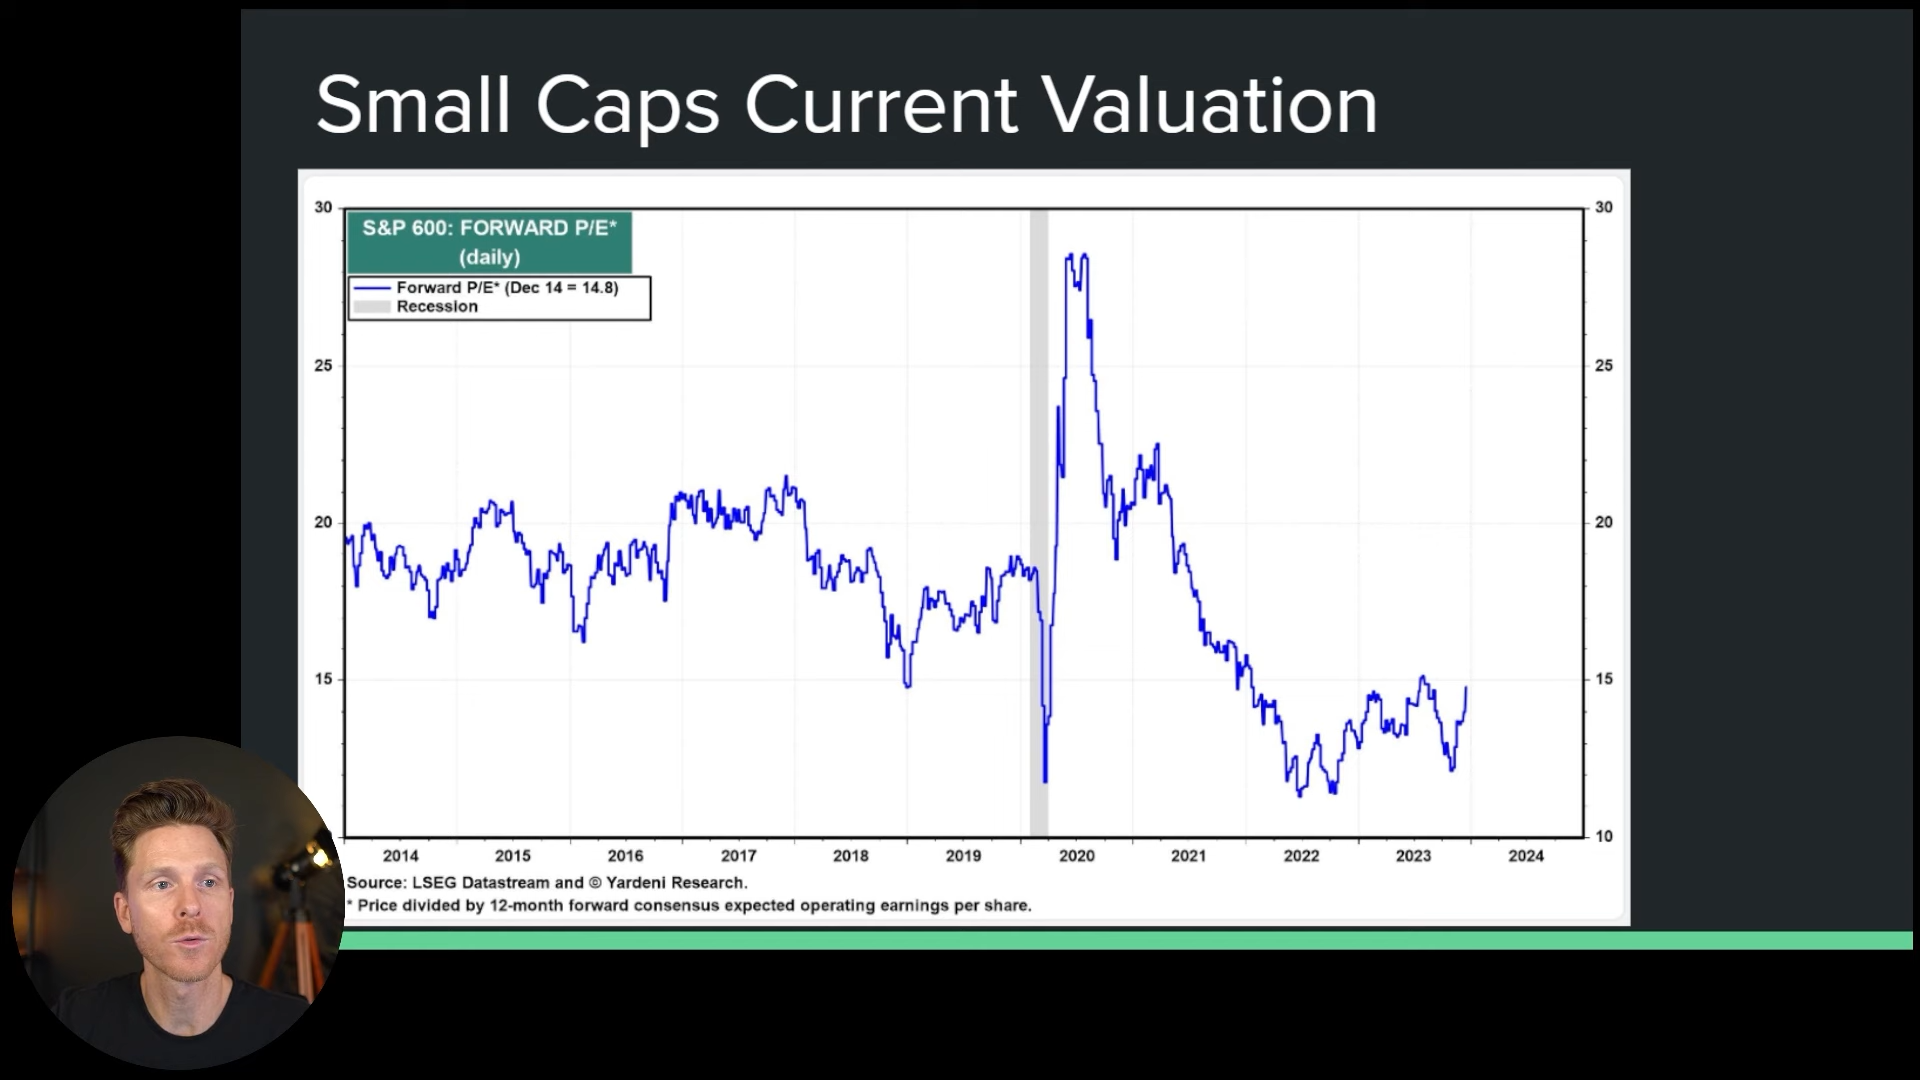 Small Caps Current Valuation
30
30
S&P 600: FORWARD P/E*
(daily)
Forward P/E* (Dec 14 = 14.8)
Recession
25
25
20
20
15
15
10
2014
2015
2016
2017
2018
2019
2020
2021
2022
2023
2024
Source: LSEG Datastream and © Yardeni Research.
* Price divided by 12-month forward consensus expected operating earnings per share.